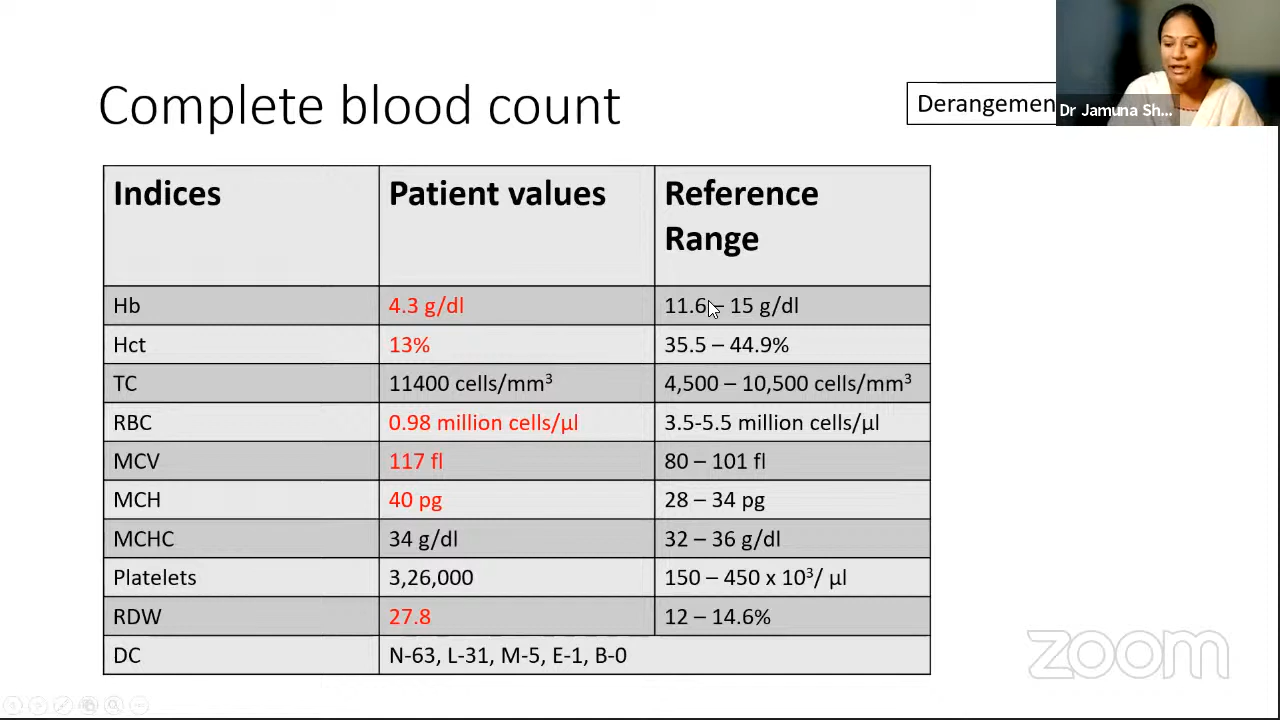 Complete blood count
Derangemen
Dr Jamuna Sh...
Indices Patient values Reference
Range
Hb 4.3 g/dl 11.6 – 15 g/dl
Hct 13% 35.5 – 44.9%
TC 11400 cells/mm³ 4,500 – 10,500 cells/mm³
RBC 0.98 million cells/µl 3.5-5.5 million cells/µl
MCV 117 fl 80 – 101 fl
MCH 40 pg 28 – 34 pg
MCHC 34 g/dl 32 – 36 g/dl
Platelets 3,26,000 150 – 450 x 10³/ µl
RDW 27.8 12 – 14.6%
DC N-63, L-31, M-5, E-1, B-0
zoom